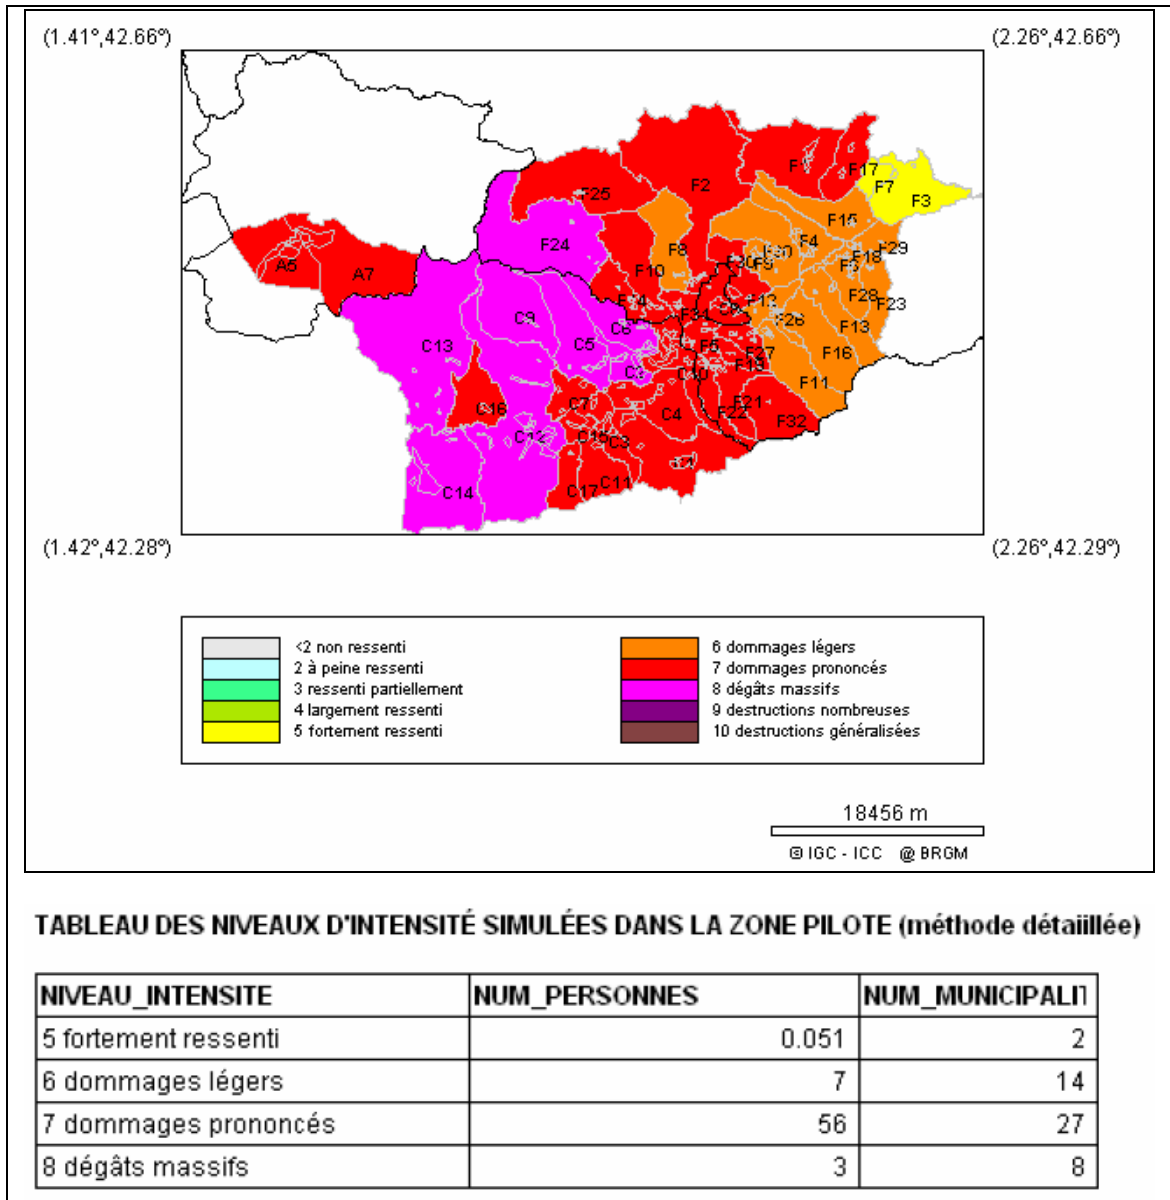 (1.41°,42.66°)
(2.26°,42.66°)
F1
F17
F7
F3
F2
F25
F15
F24
F8
F4
F29
F18
A5
A7
F10
F28
F23
F26
F13
C9
C6
C13
C5
F5
F27
F16
F11
C16
C7
C4
F21
F22
F32
C12
C15
C3
C14
C17
C11
(1.42°,42.28°)
(2.26°,42.29°)
<2 non ressenti
2 à peine ressenti
3 ressenti partiellement
4 largement ressenti
5 fortement ressenti
6 dommages légers
7 dommages prononcés
8 dégâts massifs
9 destructions nombreuses
10 destructions généralisées
18456 m
@ IGC - ICC @ BRGM
TABLEAU DES NIVEAUX D'INTENSITÉ SIMULÉES DANS LA ZONE PILOTE (méthode détaiillée)
NIVEAU_INTENSITE NUM_PERSONNES NUM_MUNICIPALIT
5 fortement ressenti 0.051 2
6 dommages légers 7 14
7 dommages prononcés 56 27
8 dégâts massifs 3 8